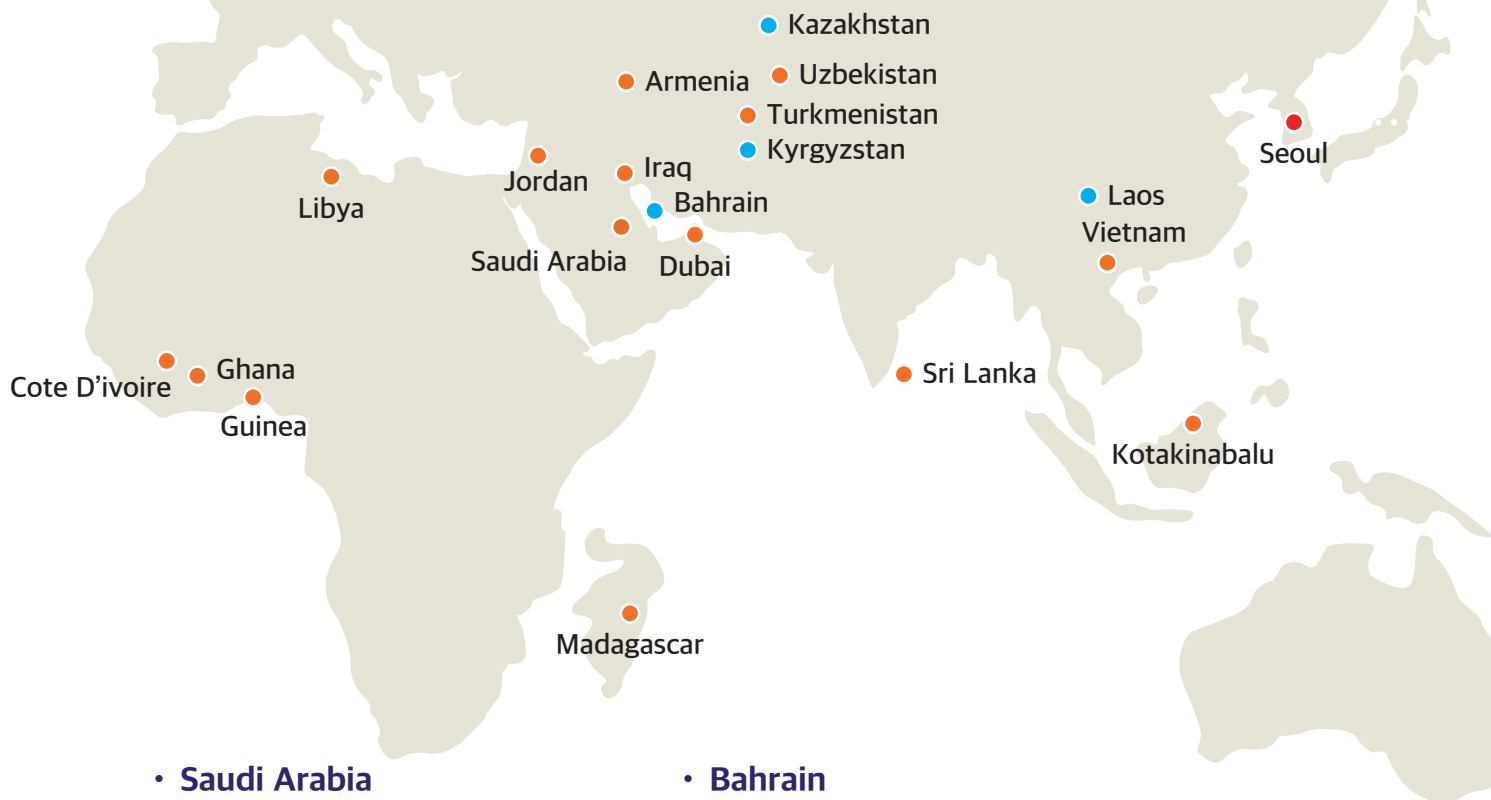 Kazakhstan
Armenia
Uzbekistan
Turkmenistan
Kyrgyzstan
Seoul
Jordan
Iraq
Laos
Libya
Bahrain
Vietnam
Saudi Arabia
Dubai
Cote D’ivoire
Ghana
Sri Lanka
Guinea
Kotakinabalu
Madagascar
• Saudi Arabia
• Bahrain